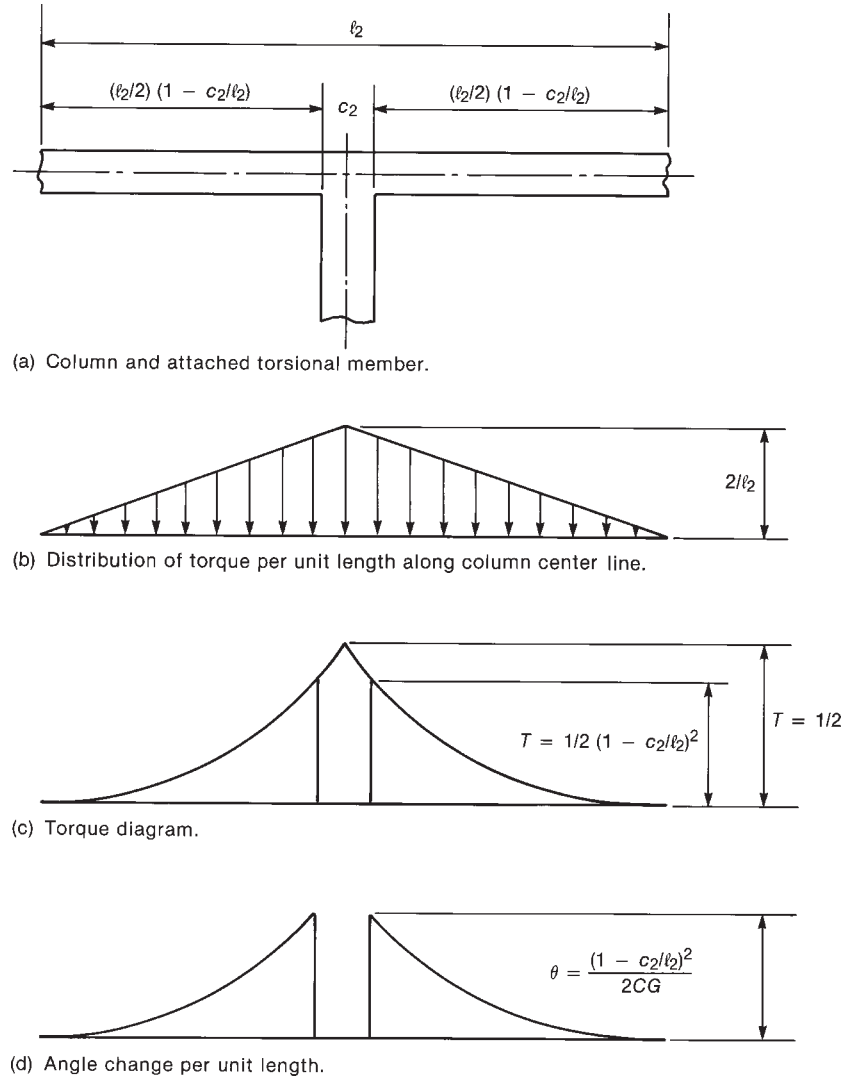 ℓ2
(ℓ2/2) (1 − c2/ℓ2)
c2
(ℓ2/2) (1 − c2/ℓ2)
(a) Column and attached torsional member.
2/ℓ2
(b) Distribution of torque per unit length along column center line.
T = 1/2 (1 − c2/ℓ2)²
T = 1/2
(c) Torque diagram.
θ = (1 − c2/ℓ2)² / 2CG
(d) Angle change per unit length.